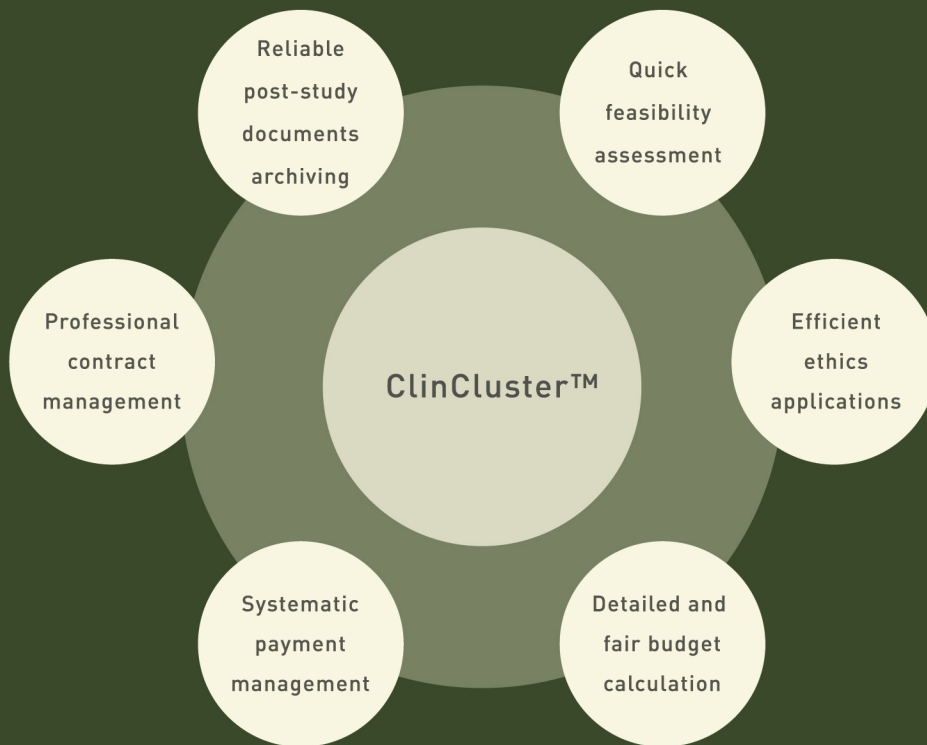 Reliable
post-study
documents
archiving
Quick
feasibility
assessment
Professional
contract
management
ClinCluster™
Efficient
ethics
applications
Systematic
payment
management
Detailed and
fair budget
calculation